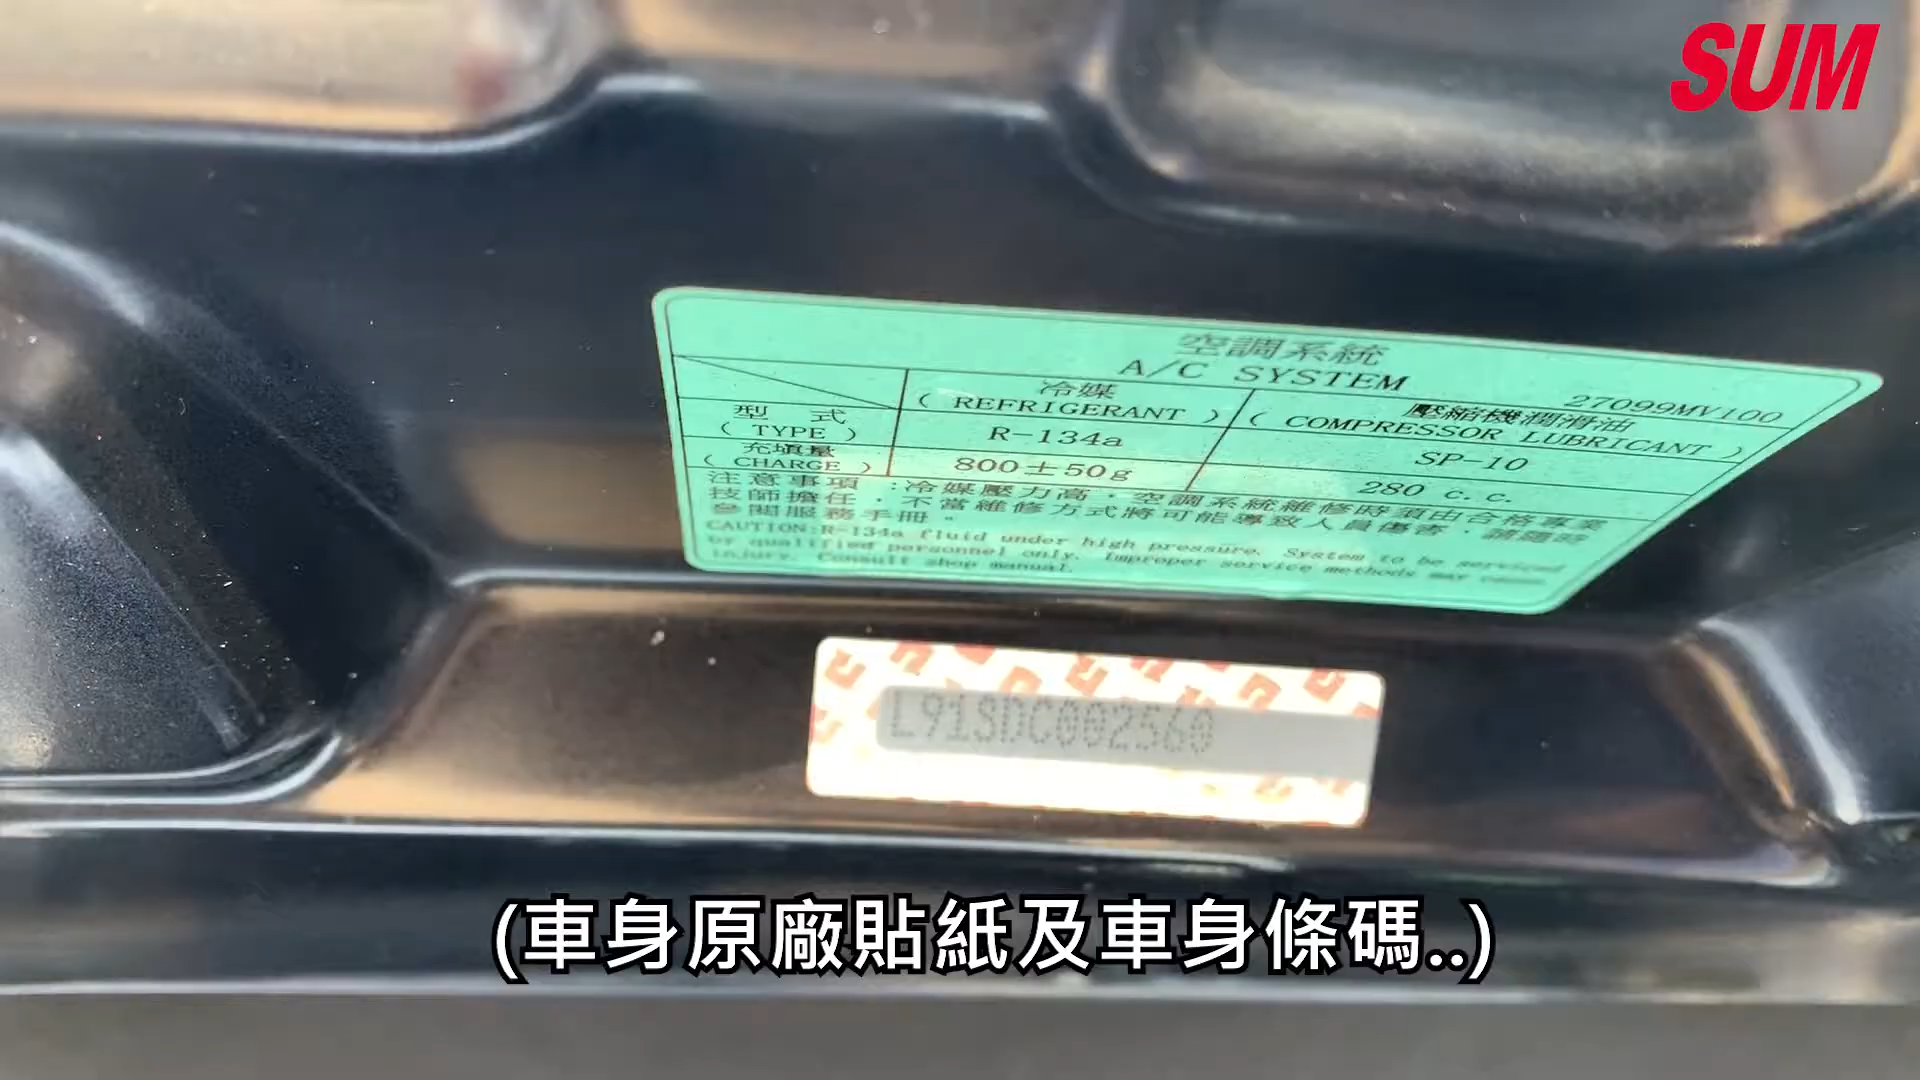 SUM
空調系統
A/C SYSTEM
27099MV100
冷媒
( REFRIGERANT )
壓縮機潤滑油
( COMPRESSOR LUBRICANT )
型 式
( TYPE )
R-134a
SP-10
充填量
( CHARGE )
800±50g
280 c.c.
注意事項：冷媒壓力高，空調系統維修時須由合格專業
技師擔任，不當維修方式將可能導致人員傷害，請遵照
參閱服務手冊。
CAUTION:R-134a fluid under high pressure. System to be serviced
by qualified personnel only. Improper service methods may cause
injury. Consult shop manual.
L91SDC002560
(車身原廠貼紙及車身條碼..)